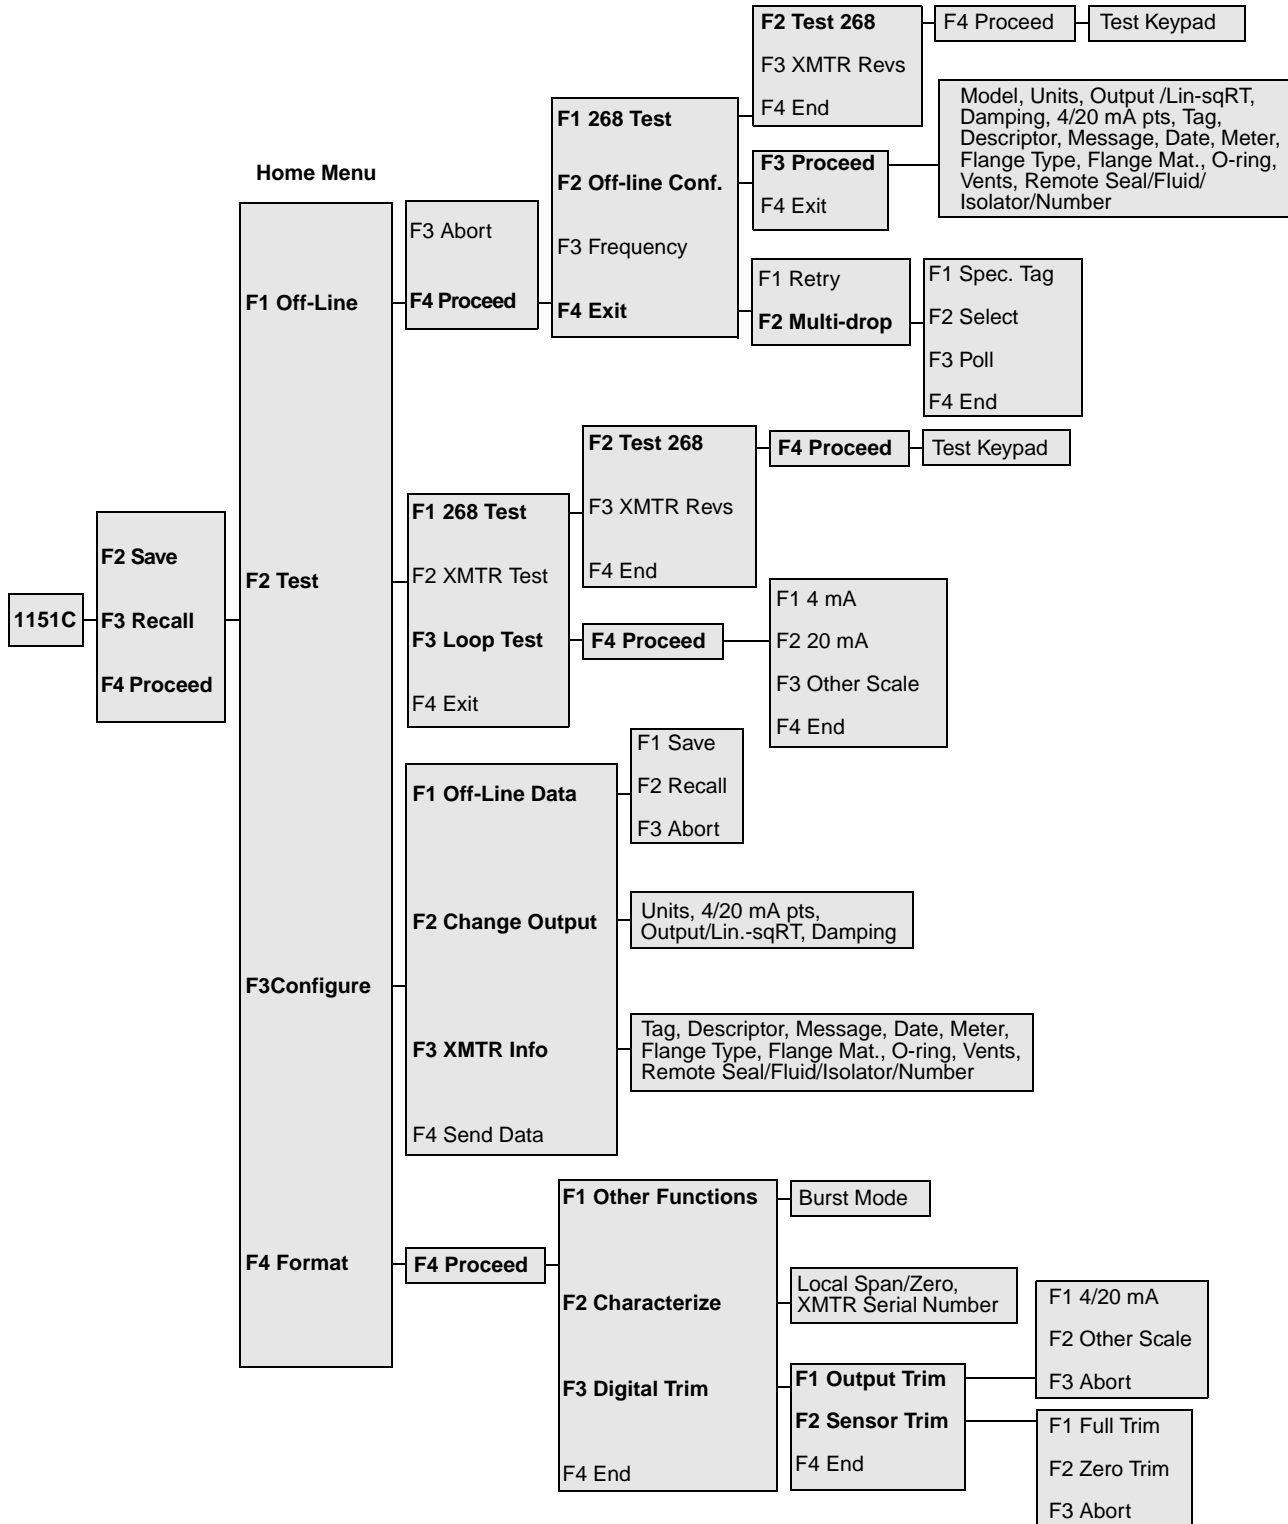 F2 Test 268
F3 XMTR Revs
F4 End
F4 Proceed
Test Keypad
Home Menu
F1 268 Test
F2 Off-line Conf.
F3 Frequency
F4 Exit
F3 Proceed
F4 Exit
Model, Units, Output /Lin-sqRT,
Damping, 4/20 mA pts, Tag,
Descriptor, Message, Date, Meter,
Flange Type, Flange Mat., O-ring,
Vents, Remote Seal/Fluid/
Isolator/Number
F3 Abort
F4 Proceed
F1 Off-Line
F1 Retry
F2 Multi-drop
F1 Spec. Tag
F2 Select
F3 Poll
F4 End
F2 Test 268
F3 XMTR Revs
F4 End
F4 Proceed
Test Keypad
1151C
F2 Save
F3 Recall
F4 Proceed
F2 Test
F1 268 Test
F2 XMTR Test
F3 Loop Test
F4 Exit
F4 Proceed
F1 4 mA
F2 20 mA
F3 Other Scale
F4 End
F3Configure
F1 Off-Line Data
F2 Change Output
F3 XMTR Info
F4 Send Data
F1 Save
F2 Recall
F3 Abort
Units, 4/20 mA pts,
Output/Lin.-sqRT, Damping
Tag, Descriptor, Message, Date, Meter,
Flange Type, Flange Mat., O-ring, Vents,
Remote Seal/Fluid/Isolator/Number
F4 Format
F4 Proceed
F1 Other Functions
F2 Characterize
F3 Digital Trim
F4 End
Burst Mode
Local Span/Zero,
XMTR Serial Number
F1 Output Trim
F2 Sensor Trim
F4 End
F1 4/20 mA
F2 Other Scale
F3 Abort
F1 Full Trim
F2 Zero Trim
F3 Abort